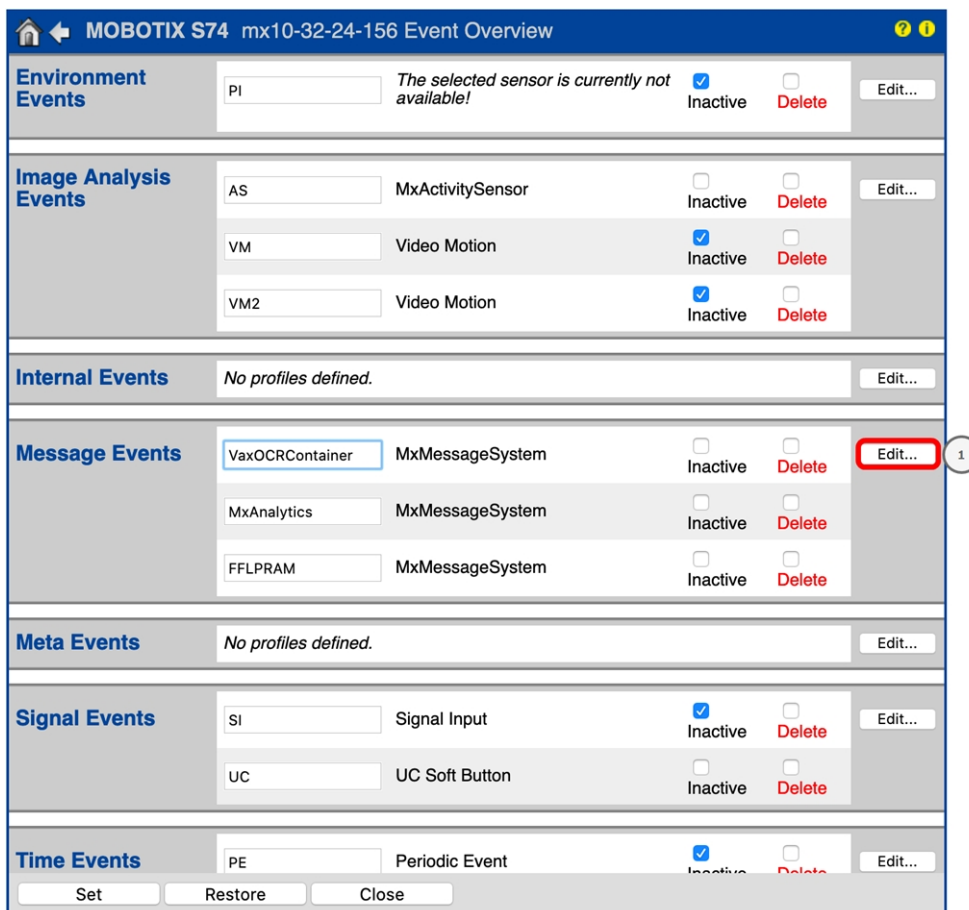 MOBOTIX S74 mx10-32-24-156 Event Overview ? i
Environment Events
PI
The selected sensor is currently not available!
Inactive
Delete
Edit...
Image Analysis Events
AS
MxActivitySensor
Inactive
Delete
Edit...
VM
Video Motion
Inactive
Delete
VM2
Video Motion
Inactive
Delete
Internal Events
No profiles defined.
Edit...
Message Events
VaxOCRContainer
MxMessageSystem
Inactive
Delete
Edit...
1
MxAnalytics
MxMessageSystem
Inactive
Delete
FFLPRAM
MxMessageSystem
Inactive
Delete
Meta Events
No profiles defined.
Edit...
Signal Events
SI
Signal Input
Inactive
Delete
Edit...
UC
UC Soft Button
Inactive
Delete
Time Events
PE
Periodic Event
Inactive
Delete
Edit...
Set
Restore
Close